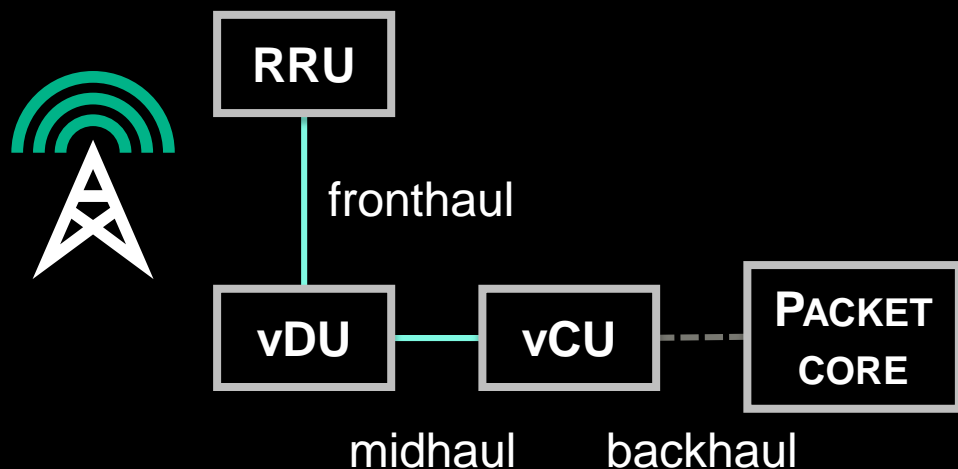 RRU
fronthaul
vDU
vCU
PACKET
CORE
midhaul
backhaul